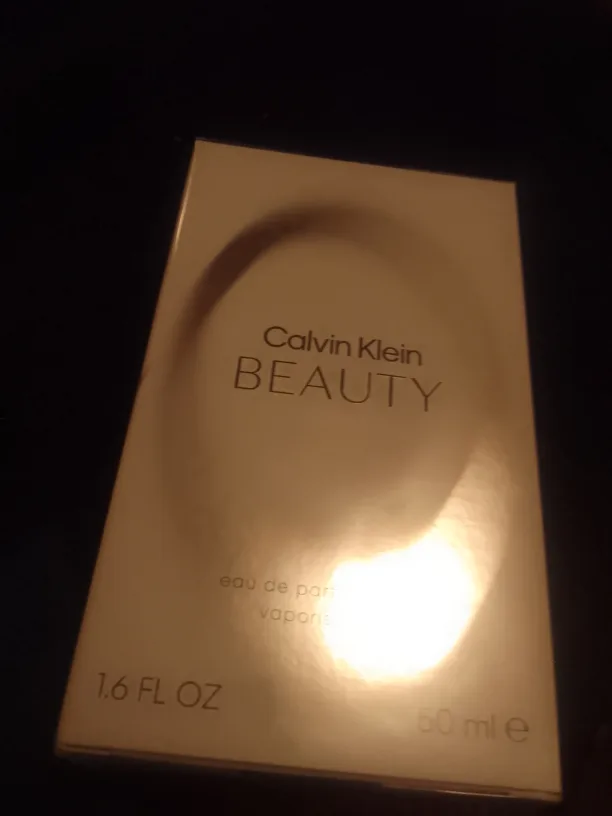 Calvin Klein
BEAUTY
eau de
1.6 FL OZ
50 ml e